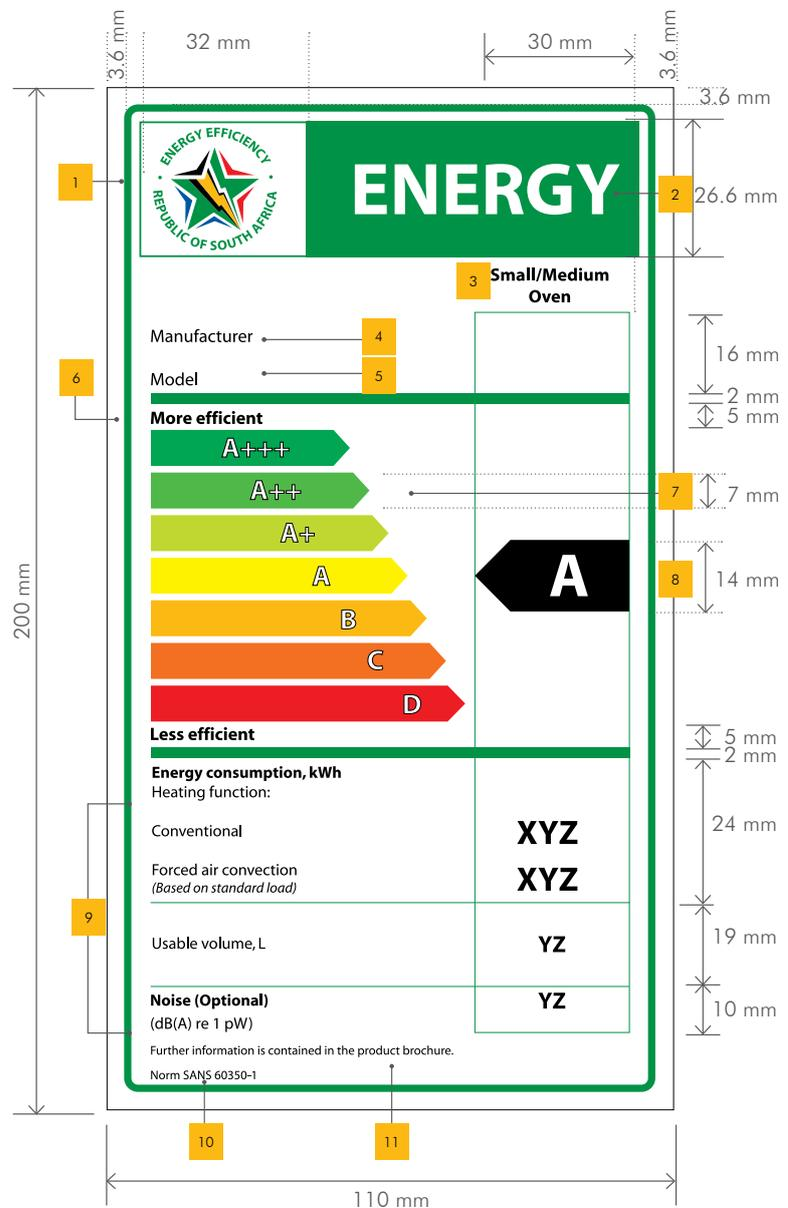 3.6 mm
32 mm
30 mm
3.6 mm
3.6 mm
ENERGY EFFICIENCY
REPUBLIC OF SOUTH AFRICA
ENERGY
1
2
26.6 mm
3
Small/Medium
Oven
Manufacturer
4
16 mm
Model
5
6
2 mm
More efficient
5 mm
A+++
A++
7
7 mm
A+
A
A
8
14 mm
200 mm
B
C
D
Less efficient
5 mm
2 mm
Energy consumption, kWh
Heating function:
24 mm
Conventional
XYZ
Forced air convection
XYZ
(Based on standard load)
9
19 mm
Usable volume, L
YZ
Noise (Optional)
YZ
10 mm
(dB(A) re 1 pW)
Further information is contained in the product brochure.
Norm SANS 60350-1
10
11
110 mm